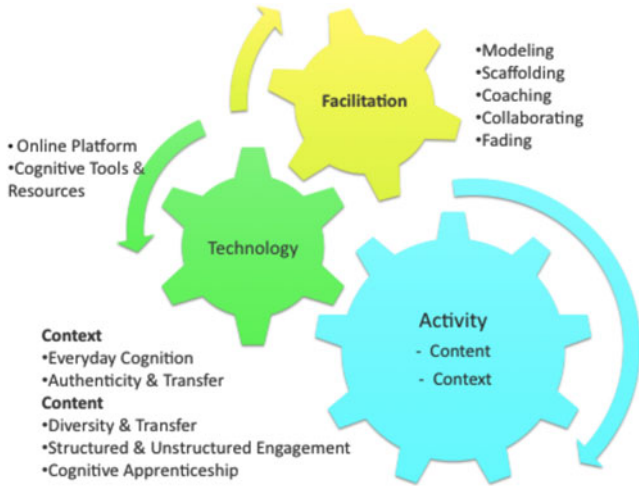 Facilitation
•Modeling
•Scaffolding
•Coaching
•Collaborating
•Fading
• Online Platform
•Cognitive Tools &
Resources
Technology
Activity
- Content
- Context
Context
•Everyday Cognition
•Authenticity & Transfer
Content
•Diversity & Transfer
•Structured & Unstructured Engagement
•Cognitive Apprenticeship